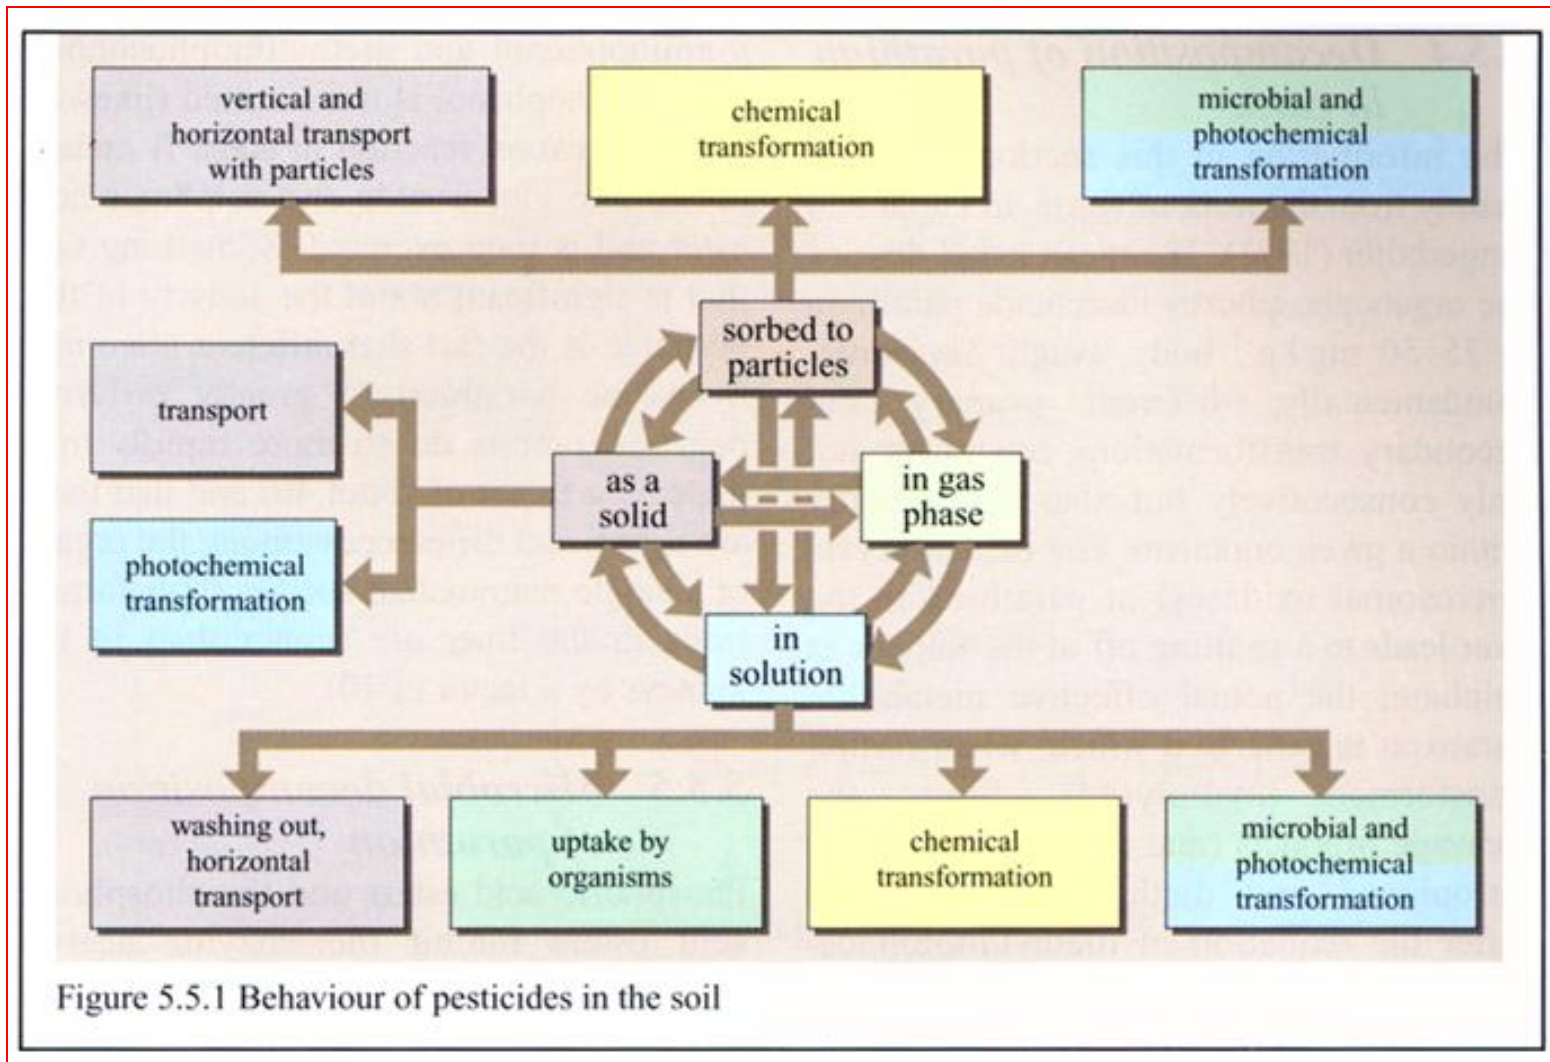 vertical and
horizontal transport
with particles
chemical
transformation
microbial and
photochemical
transformation
sorbed to
particles
transport
as a
solid
in gas
phase
photochemical
transformation
in
solution
washing out,
horizontal
transport
uptake by
organisms
chemical
transformation
microbial and
photochemical
transformation
Figure 5.5.1 Behaviour of pesticides in the soil